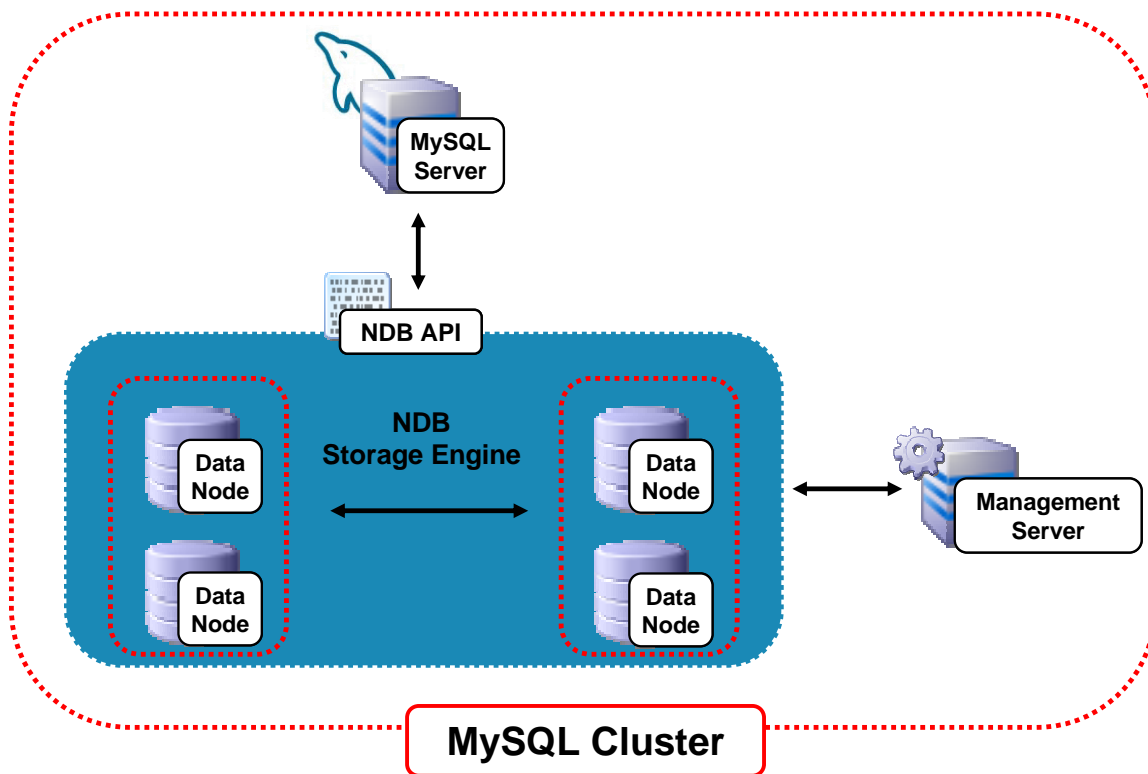 MySQL
Server
NDB API
NDB
Storage Engine
Data
Node
Data
Node
Data
Node
Data
Node
Management
Server
MySQL Cluster